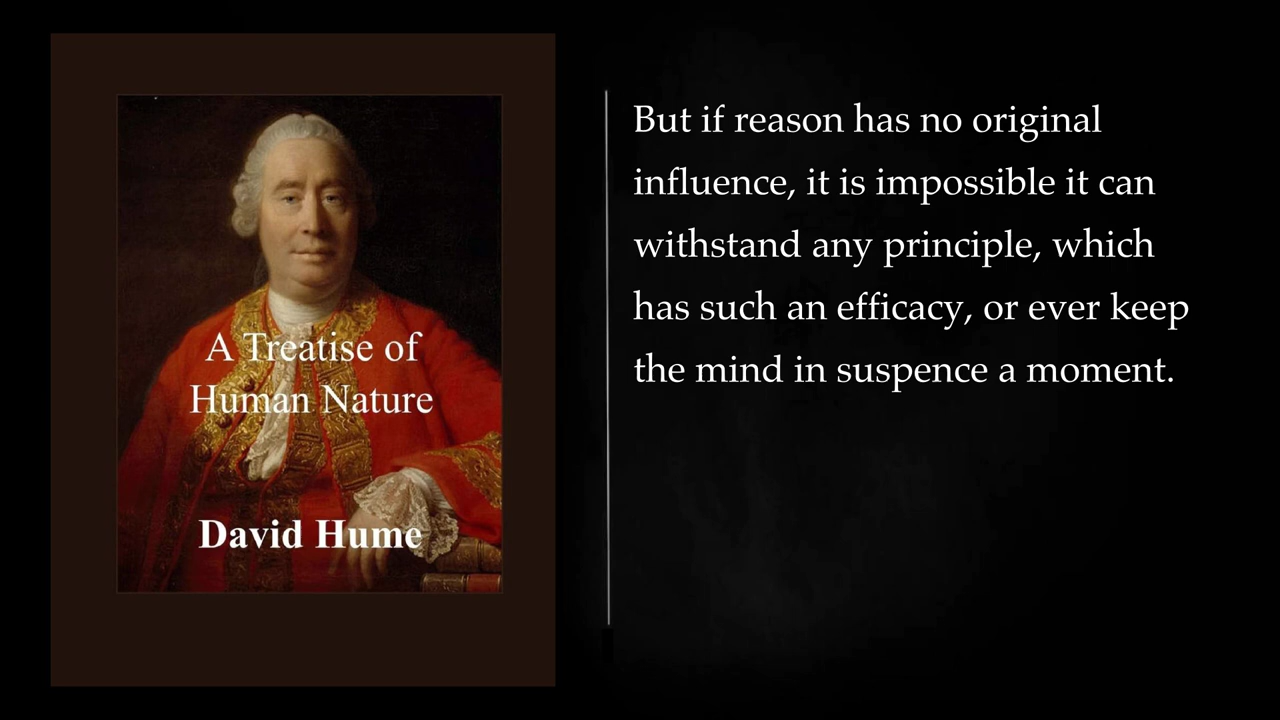 A Treatise of
Human Nature
David Hume
But if reason has no original
influence, it is impossible it can
withstand any principle, which
has such an efficacy, or ever keep
the mind in suspence a moment.